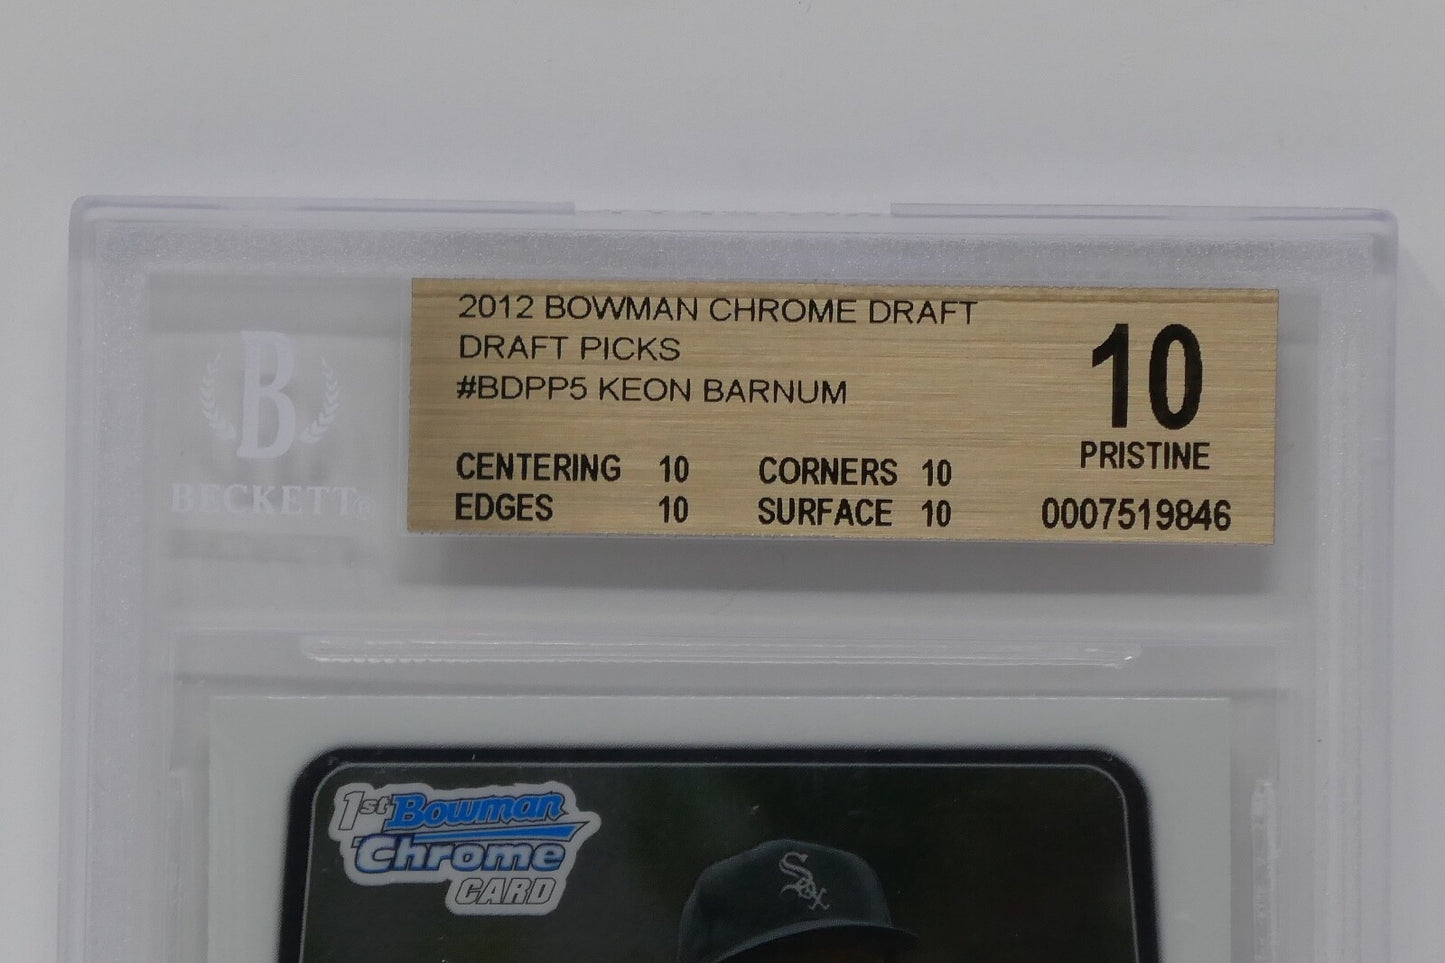 2012 BOWMAN CHROME DRAFT
DRAFT PICKS
#BDPP5 KEON BARNUM
10
PRISTINE
CENTERING 10 CORNERS 10
EDGES 10 SURFACE 10
0007519846
B
BECKETT®
1st Bowman
Chrome
CARD
Sox